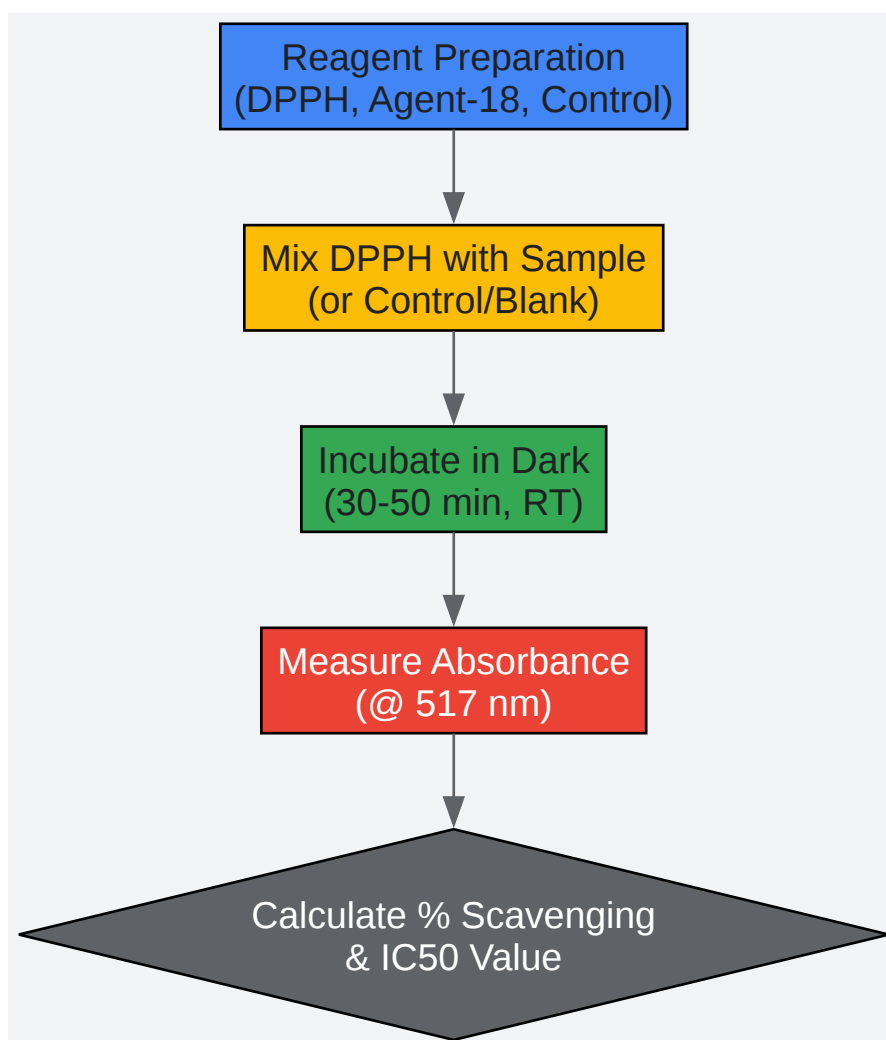 Reagent Preparation
(DPPH, Agent-18, Control)
Mix DPPH with Sample
(or Control/Blank)
Incubate in Dark
(30-50 min, RT)
Measure Absorbance
(@ 517 nm)
Calculate % Scavenging
& IC50 Value